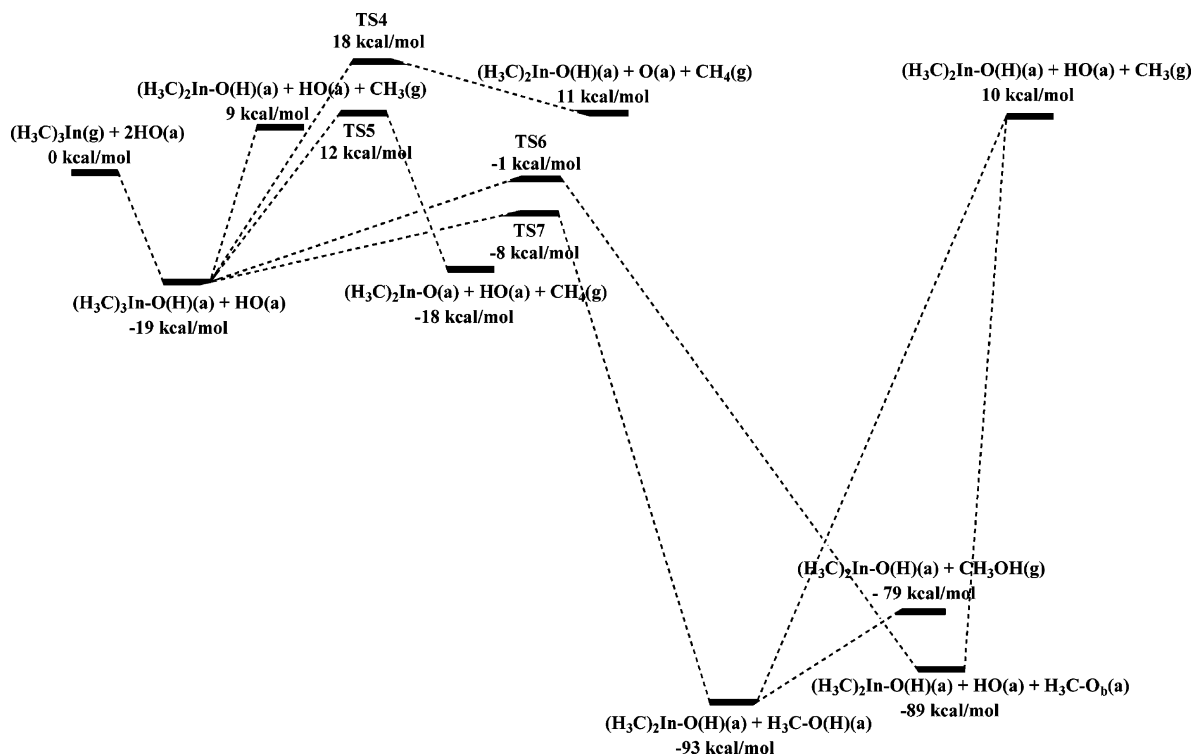 TS4
18 kcal/mol
(H₃C)₂In-O(H)(a) + O(a) + CH₄(g)
11 kcal/mol
(H₃C)₂In-O(H)(a) + HO(a) + CH₃(g)
10 kcal/mol
(H₃C)₂In-O(H)(a) + HO(a) + CH₃(g)
9 kcal/mol
(H₃C)₃In(g) + 2HO(a)
0 kcal/mol
TS5
12 kcal/mol
TS6
-1 kcal/mol
TS7
-8 kcal/mol
(H₃C)₃In-O(H)(a) + HO(a)
-19 kcal/mol
(H₃C)₂In-O(a) + HO(a) + CH₄(g)
-18 kcal/mol
(H₃C)₂In-O(H)(a) + CH₃OH(g)
- 79 kcal/mol
(H₃C)₂In-O(H)(a) + HO(a) + H₃C-O_b(a)
-89 kcal/mol
(H₃C)₂In-O(H)(a) + H₃C-O(H)(a)
-93 kcal/mol